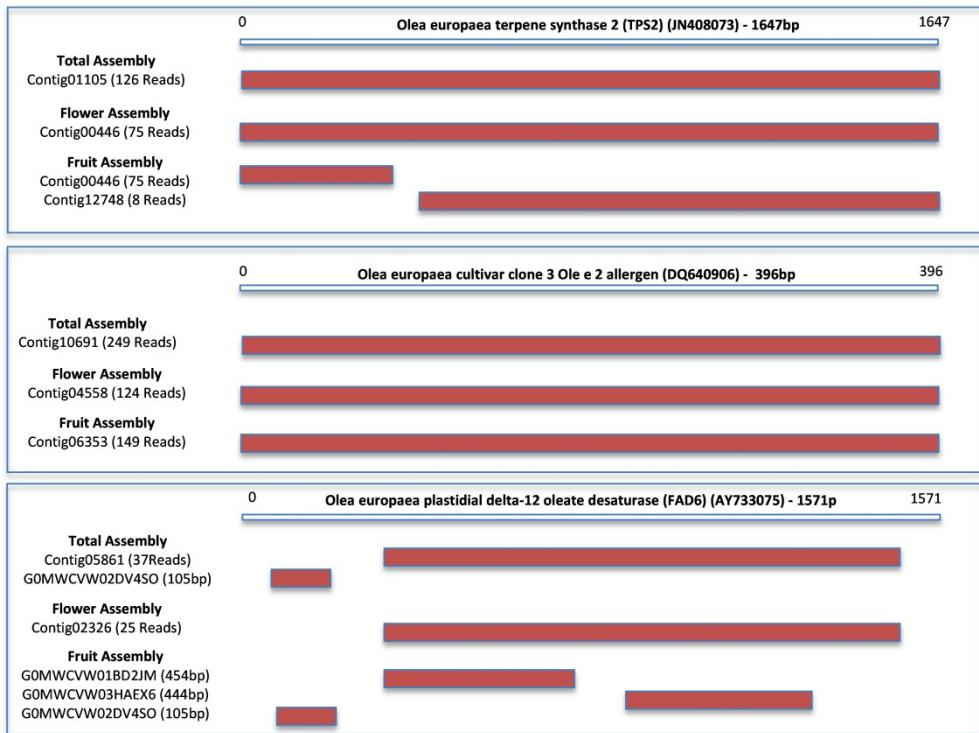 0 Olea europaea terpene synthase 2 (TPS2) (JN408073) - 1647bp 1647
Total Assembly
Contig01105 (126 Reads)
Flower Assembly
Contig00446 (75 Reads)
Fruit Assembly
Contig00446 (75 Reads)
Contig12748 (8 Reads)
0 Olea europaea cultivar clone 3 Ole e 2 allergen (DQ640906) - 396bp 396
Total Assembly
Contig10691 (249 Reads)
Flower Assembly
Contig04558 (124 Reads)
Fruit Assembly
Contig06353 (149 Reads)
0 Olea europaea plastidial delta-12 oleate desaturase (FAD6) (AY733075) - 1571p 1571
Total Assembly
Contig05861 (37Reads)
G0MWCVW02DV4SO (105bp)
Flower Assembly
Contig02326 (25 Reads)
Fruit Assembly
G0MWCVW01BD2JM (454bp)
G0MWCVW03HAEX6 (444bp)
G0MWCVW02DV4SO (105bp)